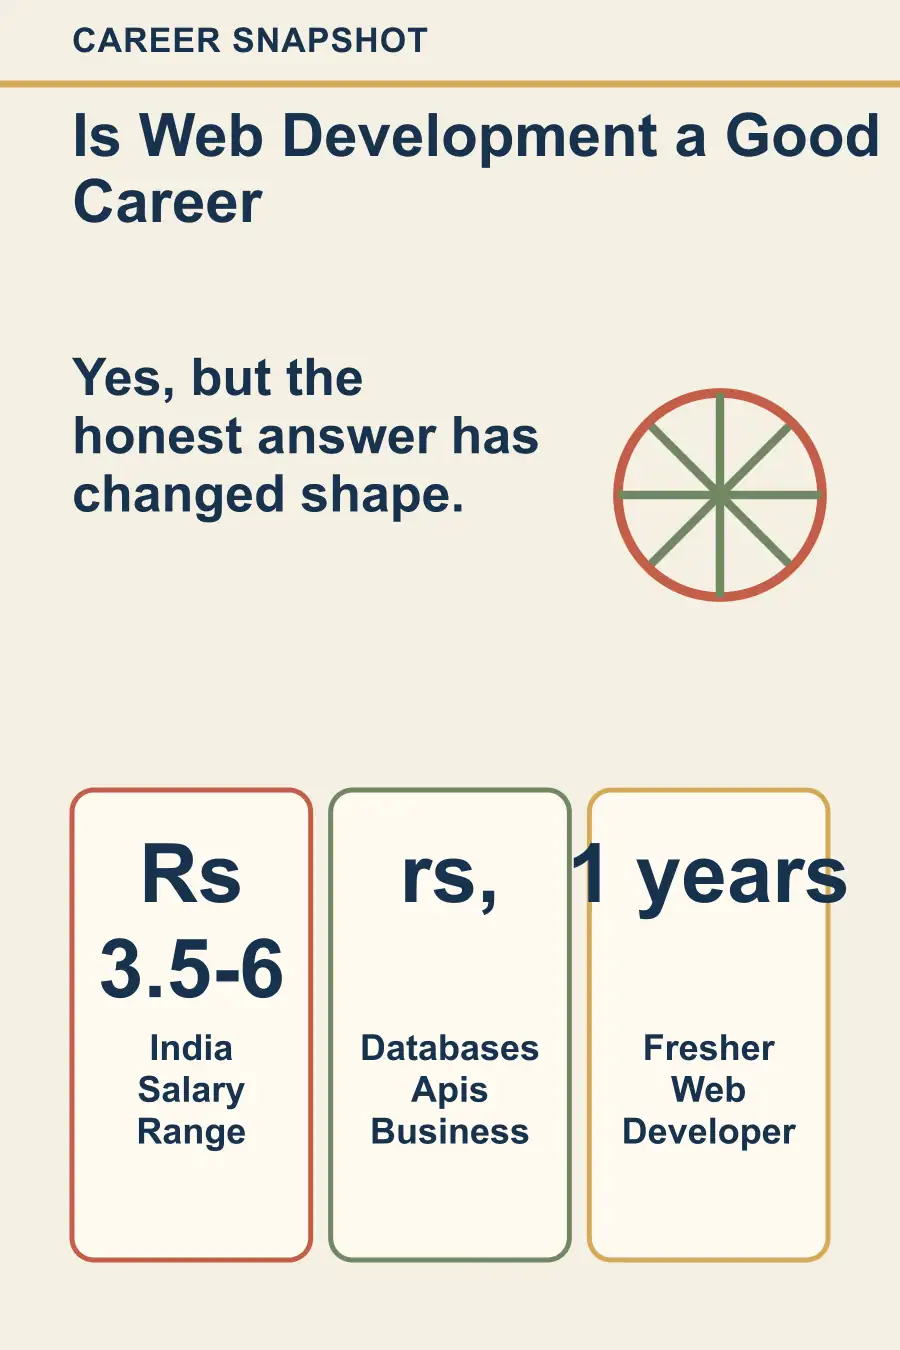 CAREER SNAPSHOT
Is Web Development a Good
Career
Yes, but the
honest answer has
changed shape.
Rs
3.5-6
India
Salary
Range
rs,
Databases
Apis
Business
1 years
Fresher
Web
Developer